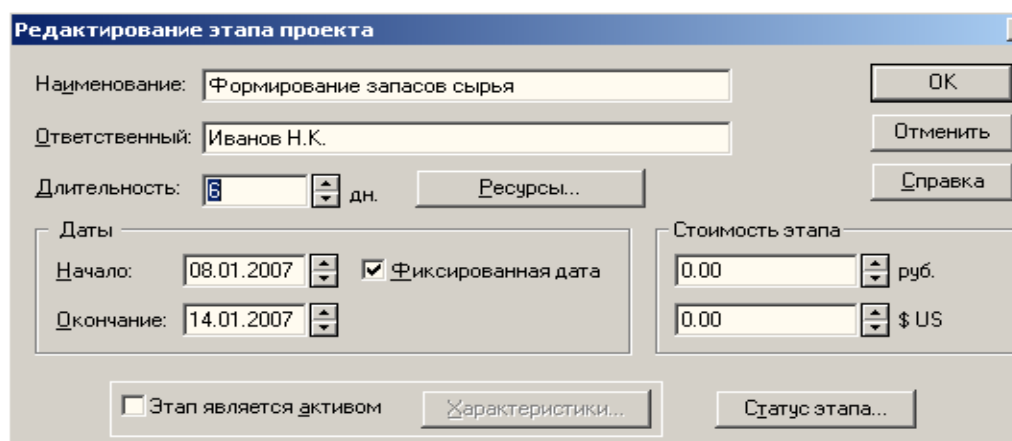 Редактирование этапа проекта
Наименование: Формирование запасов сырья
OK
Ответственный: Иванов Н.К.
Отменить
Длительность: 6 дн. Ресурсы...
Справка
Даты
Стоимость этапа
Начало: 08.01.2007 Фиксированная дата
0.00 руб.
Окончание: 14.01.2007
0.00 $ US
Этап является активом Характеристики... Статус этапа...